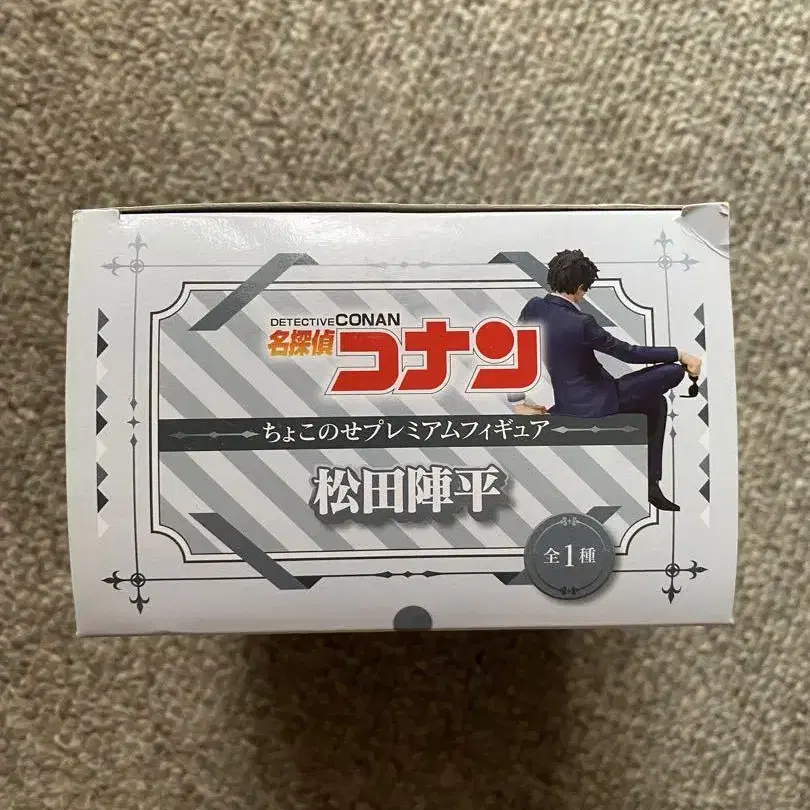 DETECTIVE CONAN
名探偵
コナン
ちょこのせプレミアムフィギュア
松田陣平
全1種